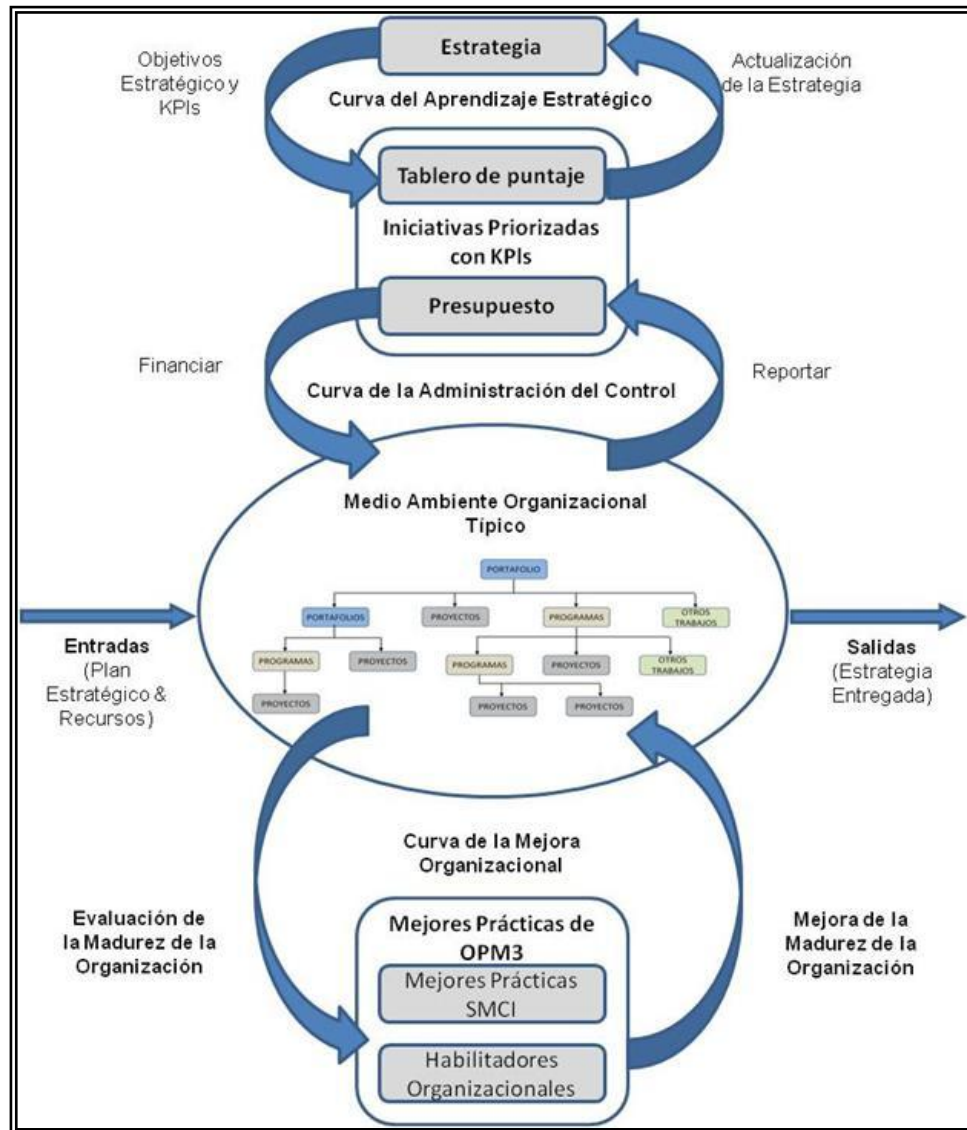 Estrategia
Objetivos
Estratégico y
KPIs
Actualización
de la Estrategia
Curva del Aprendizaje Estratégico
Tablero de puntaje
Iniciativas Priorizadas
con KPIs
Presupuesto
Financiar
Reportar
Curva de la Administración del Control
Medio Ambiente Organizacional
Típico
PORTAFOLIO
PORTAFOLIOS
PROYECTOS
PROGRAMAS
OTROS
TRABAJOS
PROGRAMAS
PROYECTOS
PROGRAMAS
PROYECTOS
OTROS
TRABAJOS
PROYECTOS
PROYECTOS
PROYECTOS
Entradas
(Plan
Estratégico &
Recursos)
Salidas
(Estrategia
Entregada)
Curva de la Mejora
Organizacional
Evaluación de
la Madurez de la
Organización
Mejores Prácticas de
OPM3
Mejores Prácticas
SMCI
Habilitadores
Organizacionales
Mejora de la
Madurez de la
Organización